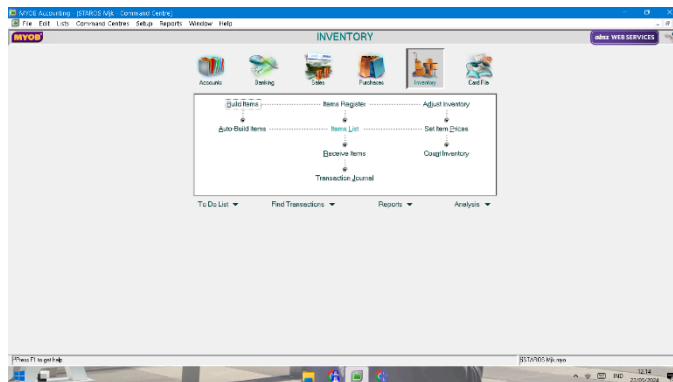 MYOB Accounting - [STAROS Mjk - Command Centre]
File Edit Lists Command Centres Setup Reports Window Help
MYOB INVENTORY WEB SERVICES
Accounts Banking Sales Purchases Inventory Card File
Build Items Items Register Adjust Inventory
Auto-Build Items Items List Set Item Prices
Receive Items Count Inventory
Transaction Journal
To Do List Find Transactions Reports Analysis
Press F1 to get help STAROS Mjk.myo
IND 12:14
22/05/2024